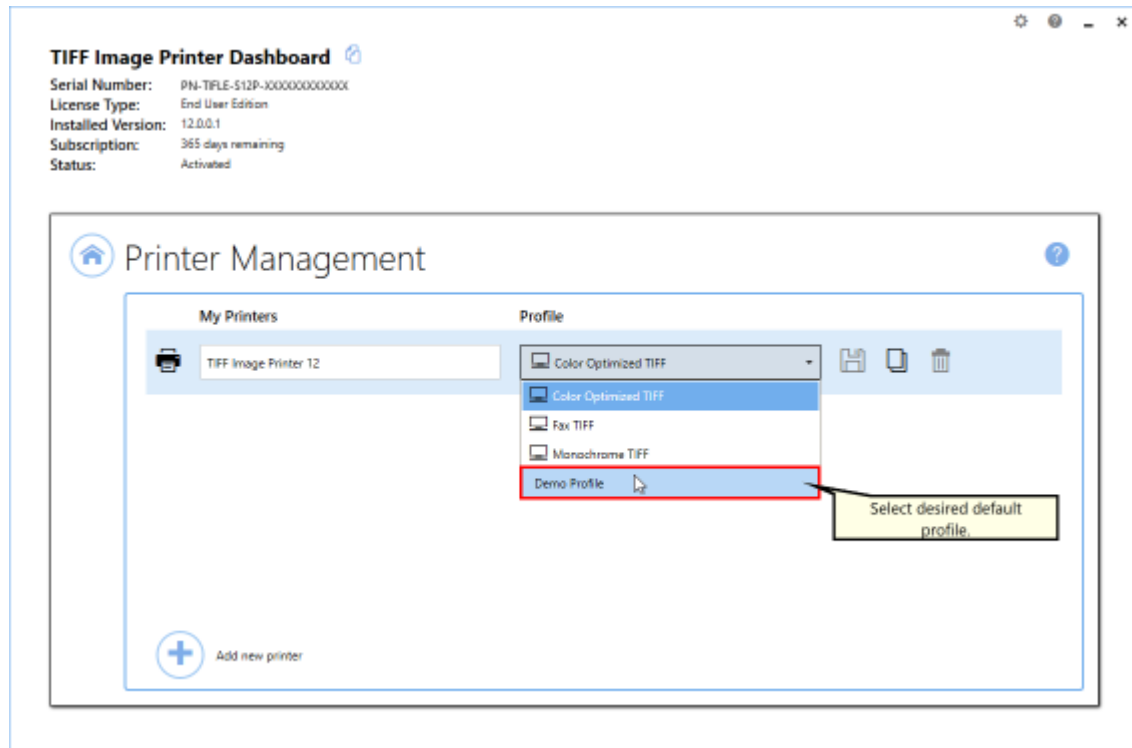 TIFF Image Printer Dashboard
Serial Number: PN-TIFLE-S12P-XXXXXXXXXXXX
License Type: End User Edition
Installed Version: 12.0.0.1
Subscription: 365 days remaining
Status: Activated
Printer Management
My Printers Profile
TIFF Image Printer 12 Color Optimized TIFF
Color Optimized TIFF
Fax TIFF
Monochrome TIFF
Demo Profile
Select desired default
profile.
Add new printer